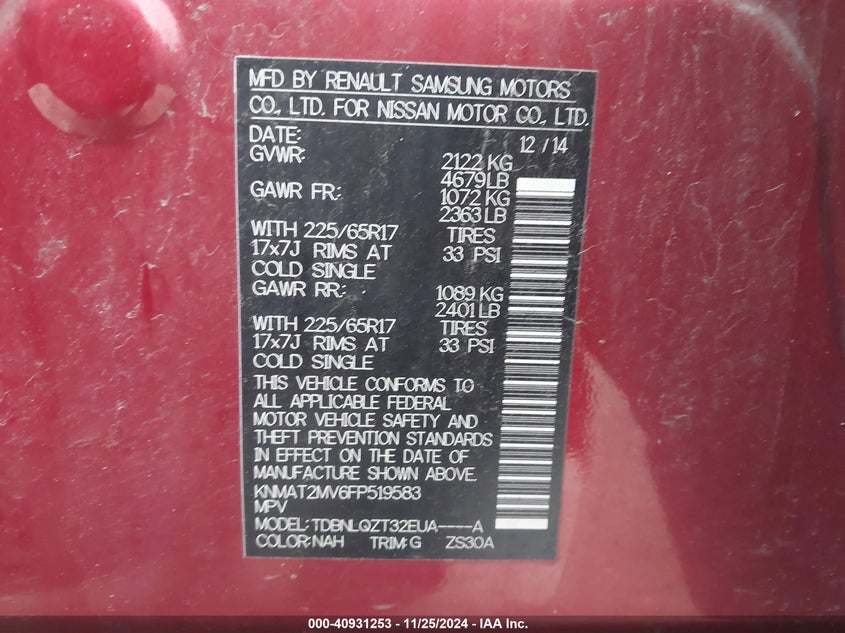 MFD BY RENAULT SAMSUNG MOTORS
CO., LTD. FOR NISSAN MOTOR CO., LTD.
DATE: 12 / 14
GVWR: 2122 KG
4679 LB
GAWR FR: 1072 KG
2363 LB
WITH 225/65R17 TIRES
17x7J RIMS AT 33 PSI
COLD SINGLE
GAWR RR: 1089 KG
2401 LB
WITH 225/65R17 TIRES
17x7J RIMS AT 33 PSI
COLD SINGLE
THIS VEHICLE CONFORMS TO
ALL APPLICABLE FEDERAL
MOTOR VEHICLE SAFETY AND
THEFT PREVENTION STANDARDS
IN EFFECT ON THE DATE OF
MANUFACTURE SHOWN ABOVE.
KNMAT2MV6FP519583
MPV
MODEL: TDBNLQZT32EUA----A
COLOR:NAH TRIM:G ZS30A
000-40931253 - 11/25/2024 - IAA Inc.